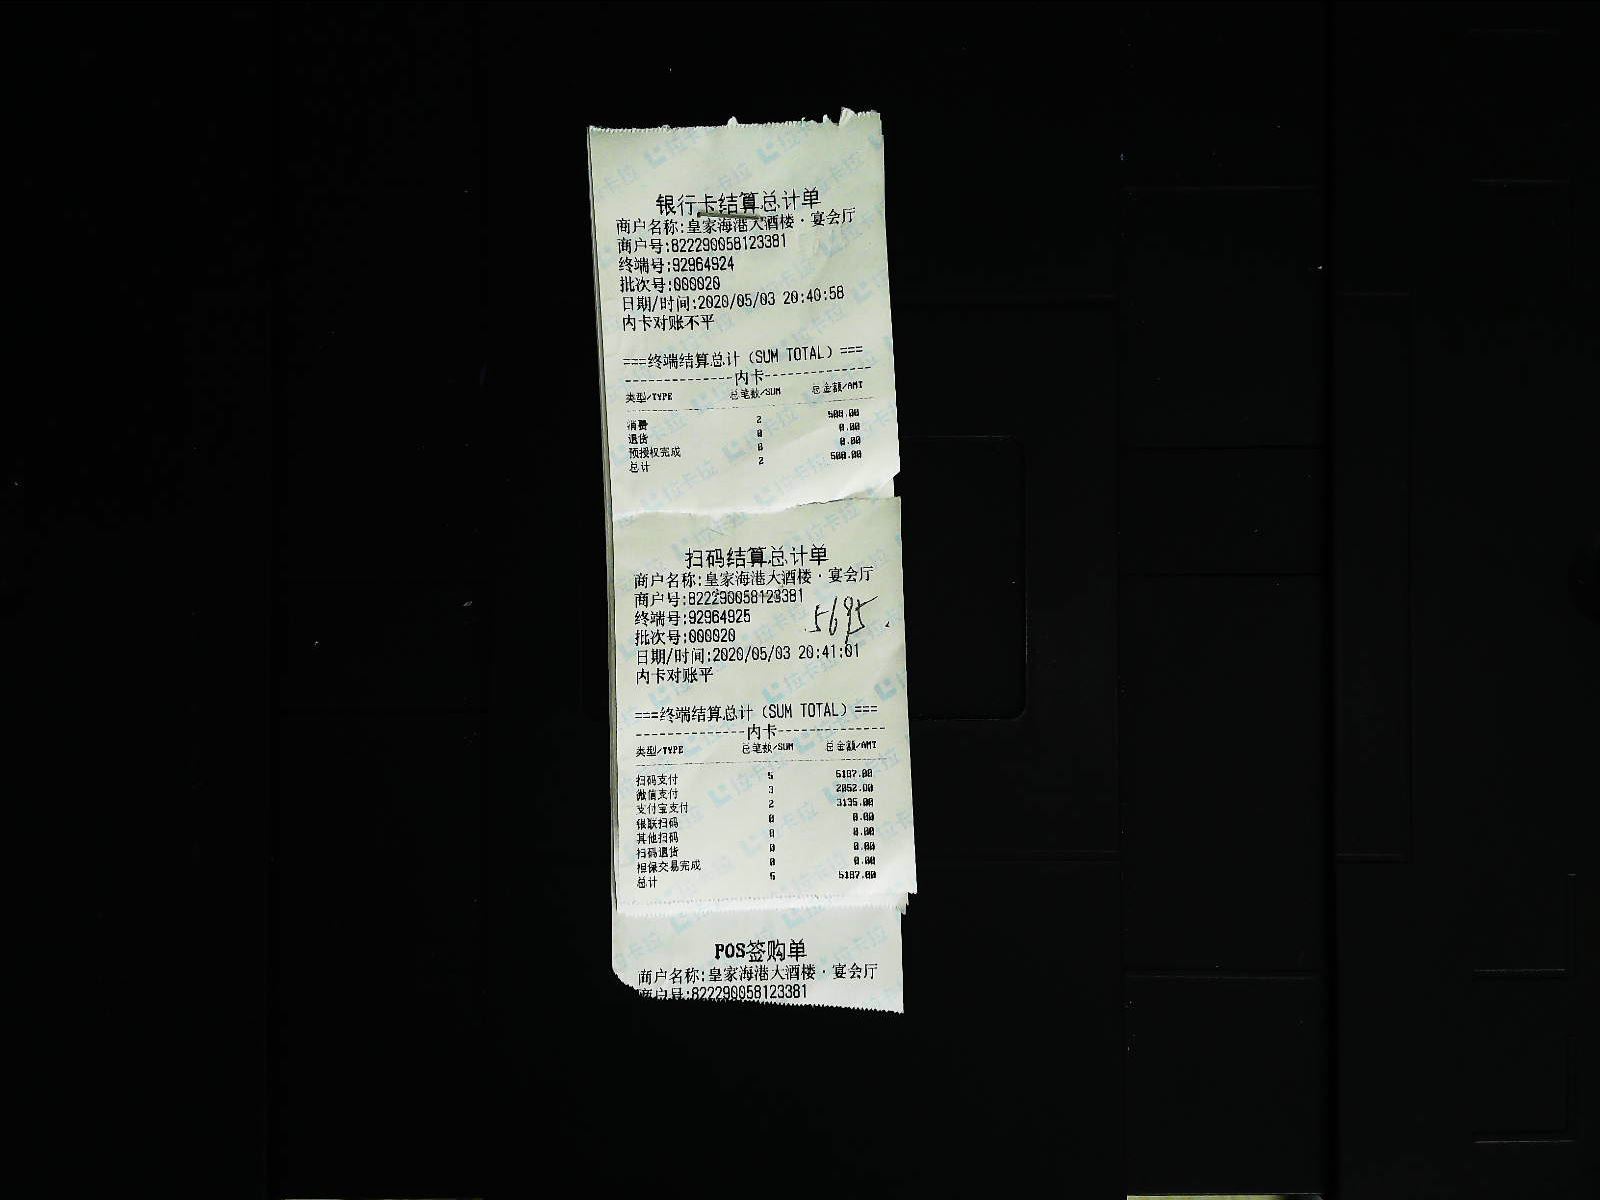 银行卡结算总计单
商户名称:皇家海港大酒楼·宴会厅
商户号:822290058123381
终端号:92964924
批次号:000020
日期/时间:2020/05/03 20:40:58
内卡对账不平
===终端结算总计(SUM TOTAL)===
--------------内卡--------------
类型/TYPE 总笔数/SUM 总金额/AMT
消费 2 508.00
退货 0 0.00
预授权完成 0 0.00
总计 2 508.00
扫码结算总计单
商户名称:皇家海港大酒楼·宴会厅
商户号:822290058123381
终端号:92964925
5695
批次号:000020
日期/时间:2020/05/03 20:41:01
内卡对账平
===终端结算总计(SUM TOTAL)===
--------------内卡--------------
类型/TYPE 总笔数/SUM 总金额/AMT
扫码支付 5 5187.00
微信支付 3 2052.00
支付宝支付 2 3135.00
银联扫码 0 0.00
其他扫码 0 0.00
扫码退货 0 0.00
担保交易完成 0 0.00
总计 5 5187.00
POS签购单
商户名称:皇家海港大酒楼·宴会厅
商户号:822290058123381